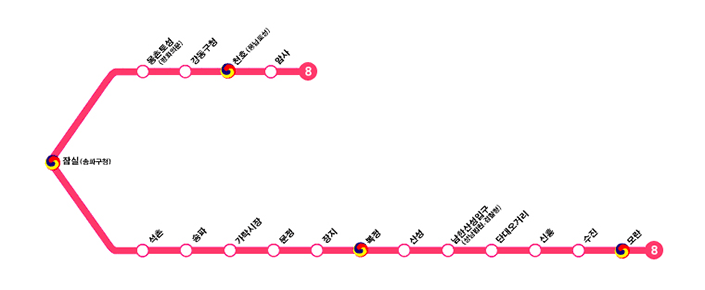 몽촌토성
(평화의문)
강동구청
천호(풍납토성)
암사
8
잠실(송파구청)
석촌
송파
가락시장
문정
장지
복정
산성
남한산성입구
(성남법원, 검찰청)
단대오거리
신흥
수진
모란
8